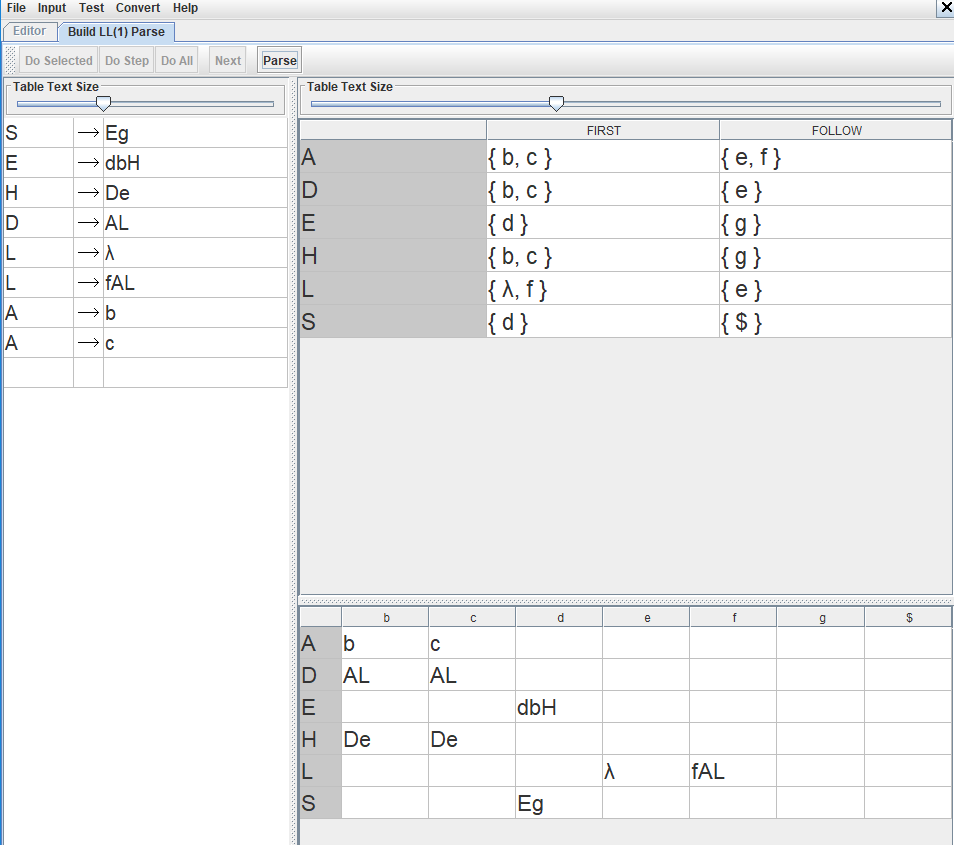 File Input Test Convert Help
Editor Build LL(1) Parse
Do Selected Do Step Do All Next Parse
Table Text Size
S → Eg
E → dbH
H → De
D → AL
L → λ
L → fAL
A → b
A → c
Table Text Size
FIRST FOLLOW
A { b, c } { e, f }
D { b, c } { e }
E { d } { g }
H { b, c } { g }
L { λ, f } { e }
S { d } { $ }
b c d e f g $
A b c
D AL AL
E dbH
H De De
L λ fAL
S Eg